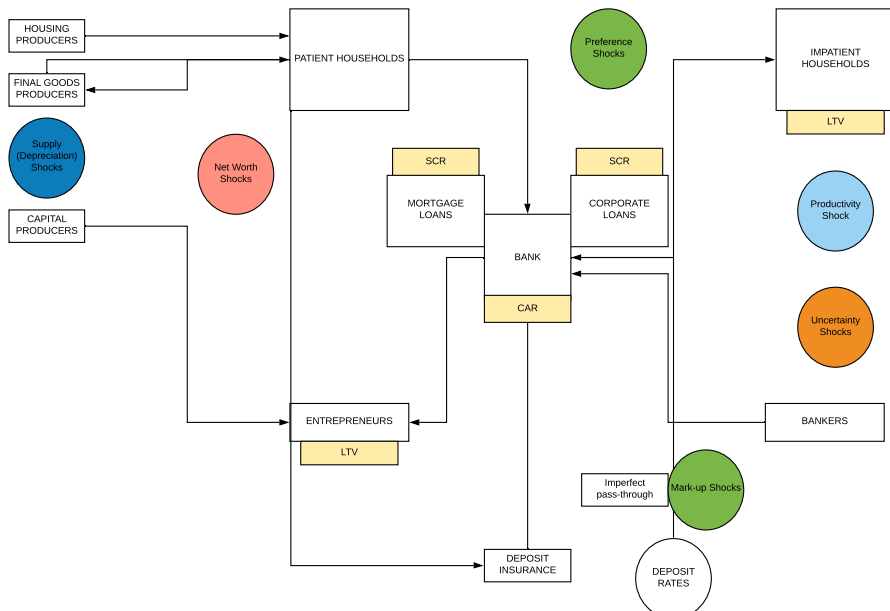 HOUSING
PRODUCERS
PATIENT HOUSEHOLDS
Preference
Shocks
IMPATIENT
HOUSEHOLDS
FINAL GOODS
PRODUCERS
LTV
Supply
(Depreciation)
Shocks
Net Worth
Shocks
SCR
SCR
MORTGAGE
LOANS
CORPORATE
LOANS
Productivity
Shock
CAPITAL
PRODUCERS
BANK
CAR
Uncertainty
Shocks
ENTREPRENEURS
BANKERS
LTV
Imperfect
pass-through
Mark-up Shocks
DEPOSIT
INSURANCE
DEPOSIT
RATES